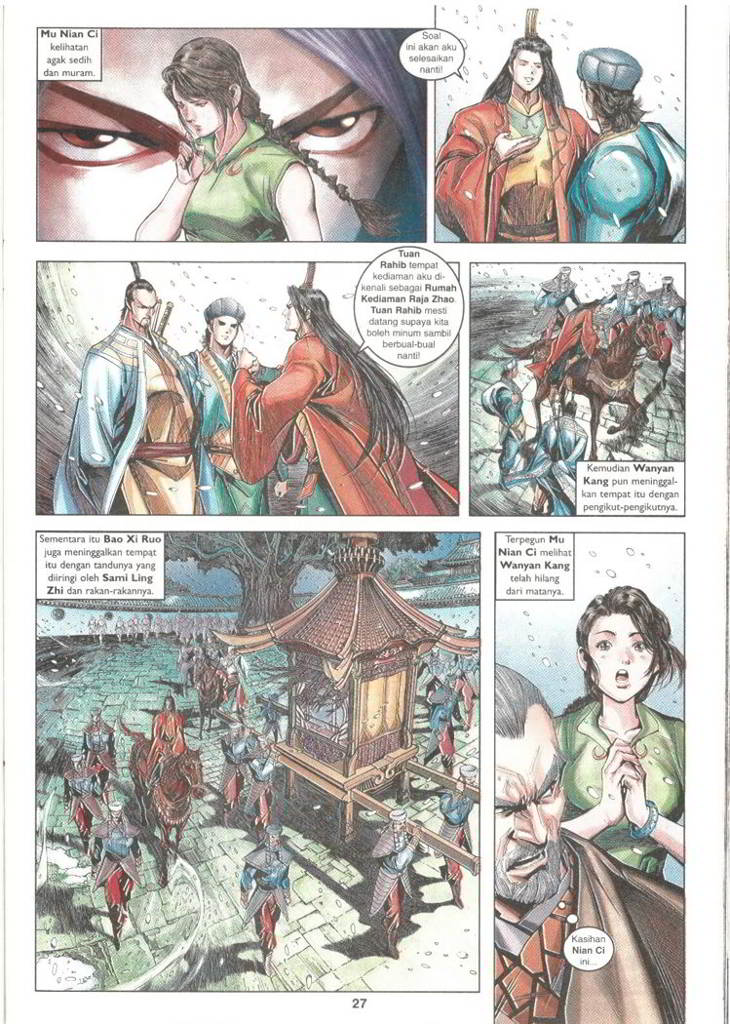 Mu Nian Ci
kelihatan
agak sedih
dan muram.
Soal
ini akan aku
selesaikan
nanti!
Tuan
Rahib tempat
kediaman aku di-
kenali sebagai Rumah
Kediaman Raja Zhao.
Tuan Rahib mesti
datang supaya kita
boleh minum sambil
berbual-bual
nanti!
Kemudian Wanyan
Kang pun meninggal-
kan tempat itu dengan
pengikut-pengikutnya.
Sementara itu Bao Xi Ruo
juga meninggalkan tempat
itu dengan tandunya yang
diiringi oleh Sami Ling
Zhi dan rakan-rakannya.
Terpegun Mu
Nian Ci melihat
Wanyan Kang
telah hilang
dari matanya.
Kasihan
Nian Ci
ini...
27